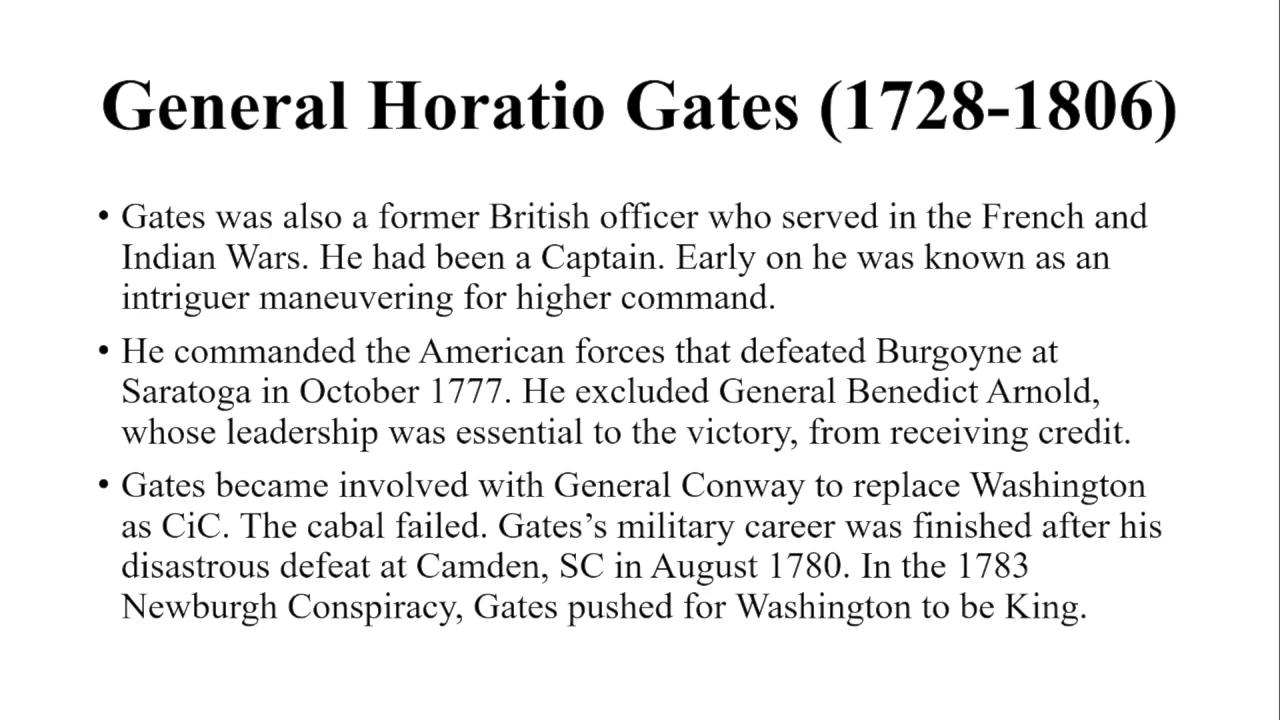 General Horatio Gates (1728-1806)
• Gates was also a former British officer who served in the French and
Indian Wars. He had been a Captain. Early on he was known as an
intriguer maneuvering for higher command.
• He commanded the American forces that defeated Burgoyne at
Saratoga in October 1777. He excluded General Benedict Arnold,
whose leadership was essential to the victory, from receiving credit.
• Gates became involved with General Conway to replace Washington
as CiC. The cabal failed. Gates’s military career was finished after his
disastrous defeat at Camden, SC in August 1780. In the 1783
Newburgh Conspiracy, Gates pushed for Washington to be King.